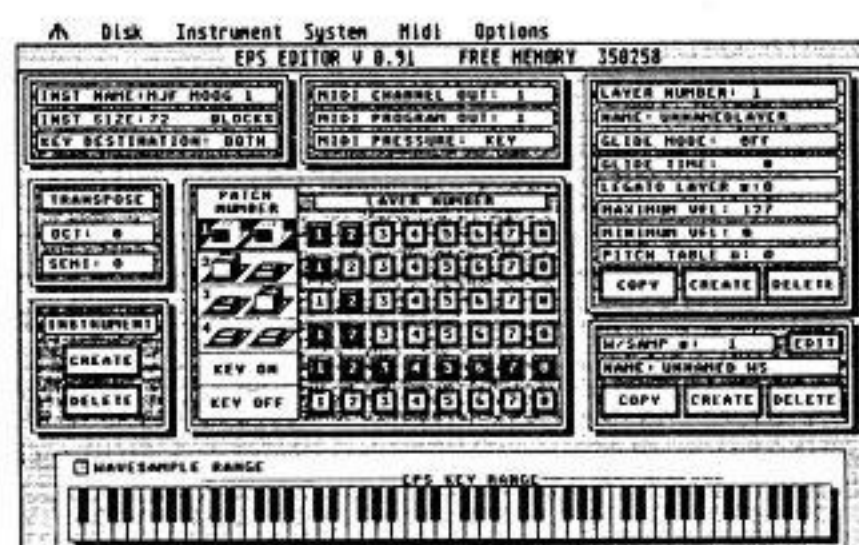 Disk Instrument System Midi Options
EPS EDITOR V 0.91 FREE MEMORY 350258
INST NAME:MJF MOOG 1
INST SIZE:72 BLOCKS
KEY DESTINATION: BOTH
MIDI CHANNEL OUT: 1
MIDI PROGRAM OUT: 1
MIDI PRESSURE: KEY
LAYER NUMBER: 1
NAME: UNNAMEDLAYER
GLIDE MODE: OFF
GLIDE TIME: 0
LEGATO LAYER #:0
MAXIMUM VEL: 127
MINIMUM VEL: 0
PITCH TABLE #: 0
COPY CREATE DELETE
TRANSPOSE
OCT: 0
SEMI: 0
INSTRUMENT
CREATE
DELETE
PATCH NUMBER
LAYER NUMBER
1 1 2 3 4 5 6 7 8
2 1 2 3 4 5 6 7 8
3 1 2 3 4 5 6 7 8
4 1 2 3 4 5 6 7 8
KEY ON 1 2 3 4 5 6 7 8
KEY OFF 1 2 3 4 5 6 7 8
W/SAMP #: 1 EDIT
NAME: UNNAMED WS
COPY CREATE DELETE
WAVESAMPLE RANGE
EPS KEY RANGE